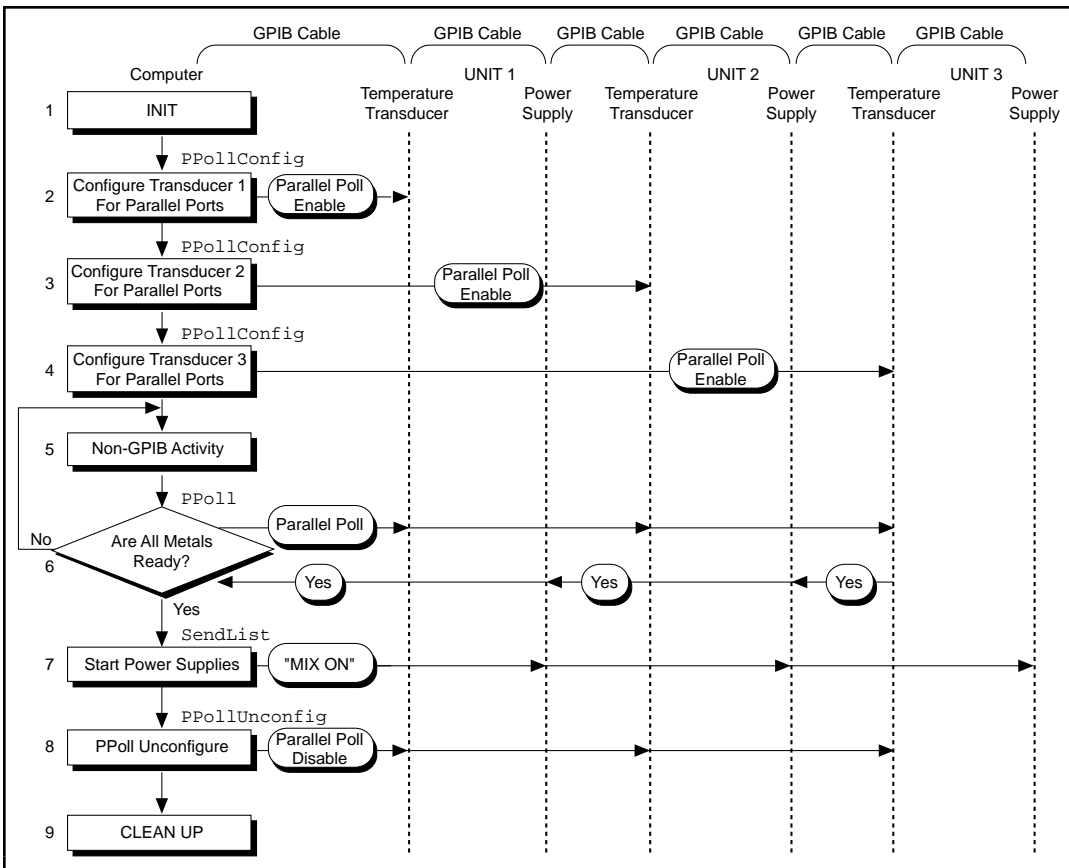 GPIB Cable GPIB Cable GPIB Cable GPIB Cable GPIB Cable GPIB Cable
Computer UNIT 1 UNIT 2 UNIT 3
Temperature Transducer
Power Supply
Temperature Transducer
Power Supply
Temperature Transducer
Power Supply
1 INIT
PPollConfig
2 Configure Transducer 1
For Parallel Ports
Parallel Poll
Enable
PPollConfig
3 Configure Transducer 2
For Parallel Ports
Parallel Poll
Enable
PPollConfig
4 Configure Transducer 3
For Parallel Ports
Parallel Poll
Enable
5 Non-GPIB Activity
PPoll
No
6 Are All Metals
Ready?
Parallel Poll
Yes Yes Yes
Yes
SendList
7 Start Power Supplies "MIX ON"
PPollUnconfig
8 PPoll Unconfigure
Parallel Poll
Disable
9 CLEAN UP